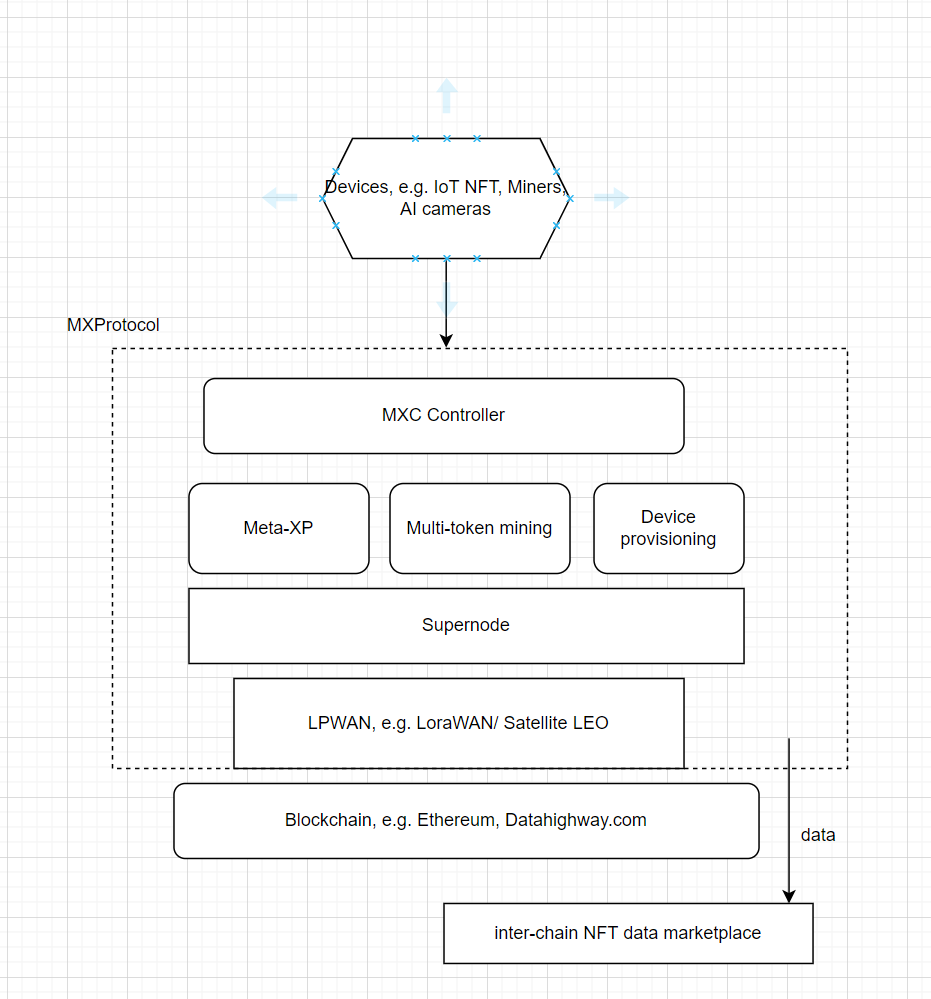 Devices, e.g. IoT NFT, Miners,
AI cameras
MXProtocol
MXC Controller
Meta-XP
Multi-token mining
Device
provisioning
Supernode
LPWAN, e.g. LoraWAN/ Satellite LEO
Blockchain, e.g. Ethereum, Datahighway.com
data
inter-chain NFT data marketplace